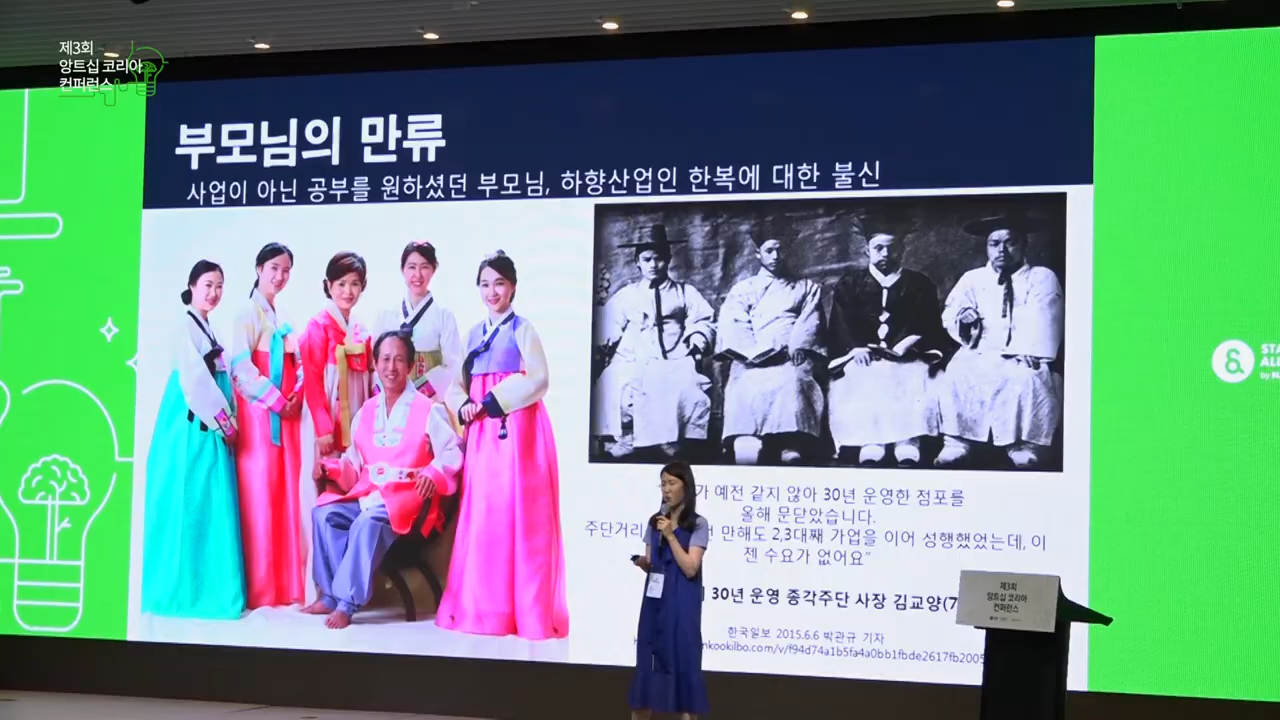 제3회
앙트십 코리아
컨퍼런스
부모님의 만류
사업이 아닌 공부를 원하셨던 부모님, 하향산업인 한복에 대한 불신
가 예전 같지 않아 30년 운영한 점포를
올해 문닫았습니다.
주단거리 만해도 2,3대째 가업을 이어 성행했었는데, 이
젠 수요가 없어요”
30년 운영 종각주단 사장 김교양(7
한국일보 2015.6.6 박관규 기자
nkookilbo.com/v/f94d74a1b5fa4a0bb1fbde2617fb2005
&
STA
by
제3회
앙트십 코리아
컨퍼런스